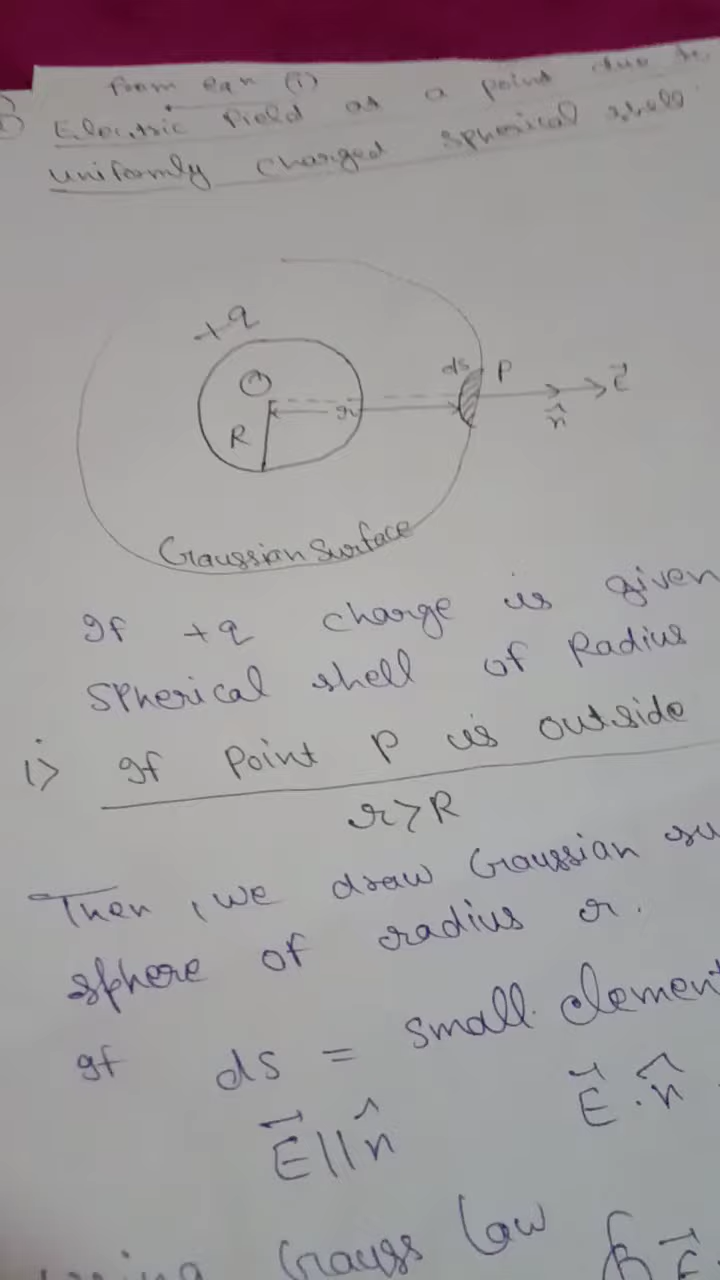 From eqn (i)
Electric Field at a point due to
uniformly charged spherical shell
+q
O
R
r
ds
P
n̂
E⃗
Gaussian Surface
If +q charge is given
spherical shell of Radius
i> If Point P is outside
r>R
Then, we draw Gaussian su
sphere of radius r.
If ds = small element
E⃗ || n̂ E⃗ . n̂
Gauss law ∮ E⃗